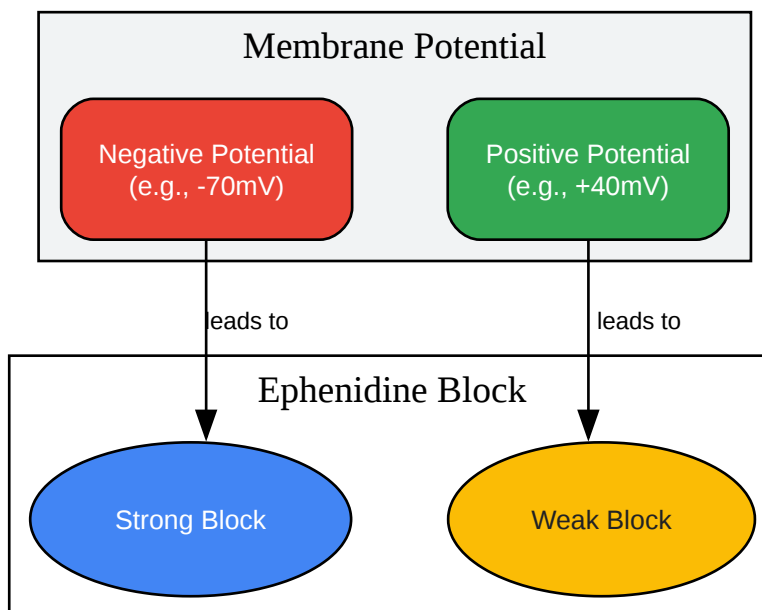 Membrane Potential
Negative Potential
(e.g., -70mV)
Positive Potential
(e.g., +40mV)
leads to
leads to
Ephenidine Block
Strong Block
Weak Block